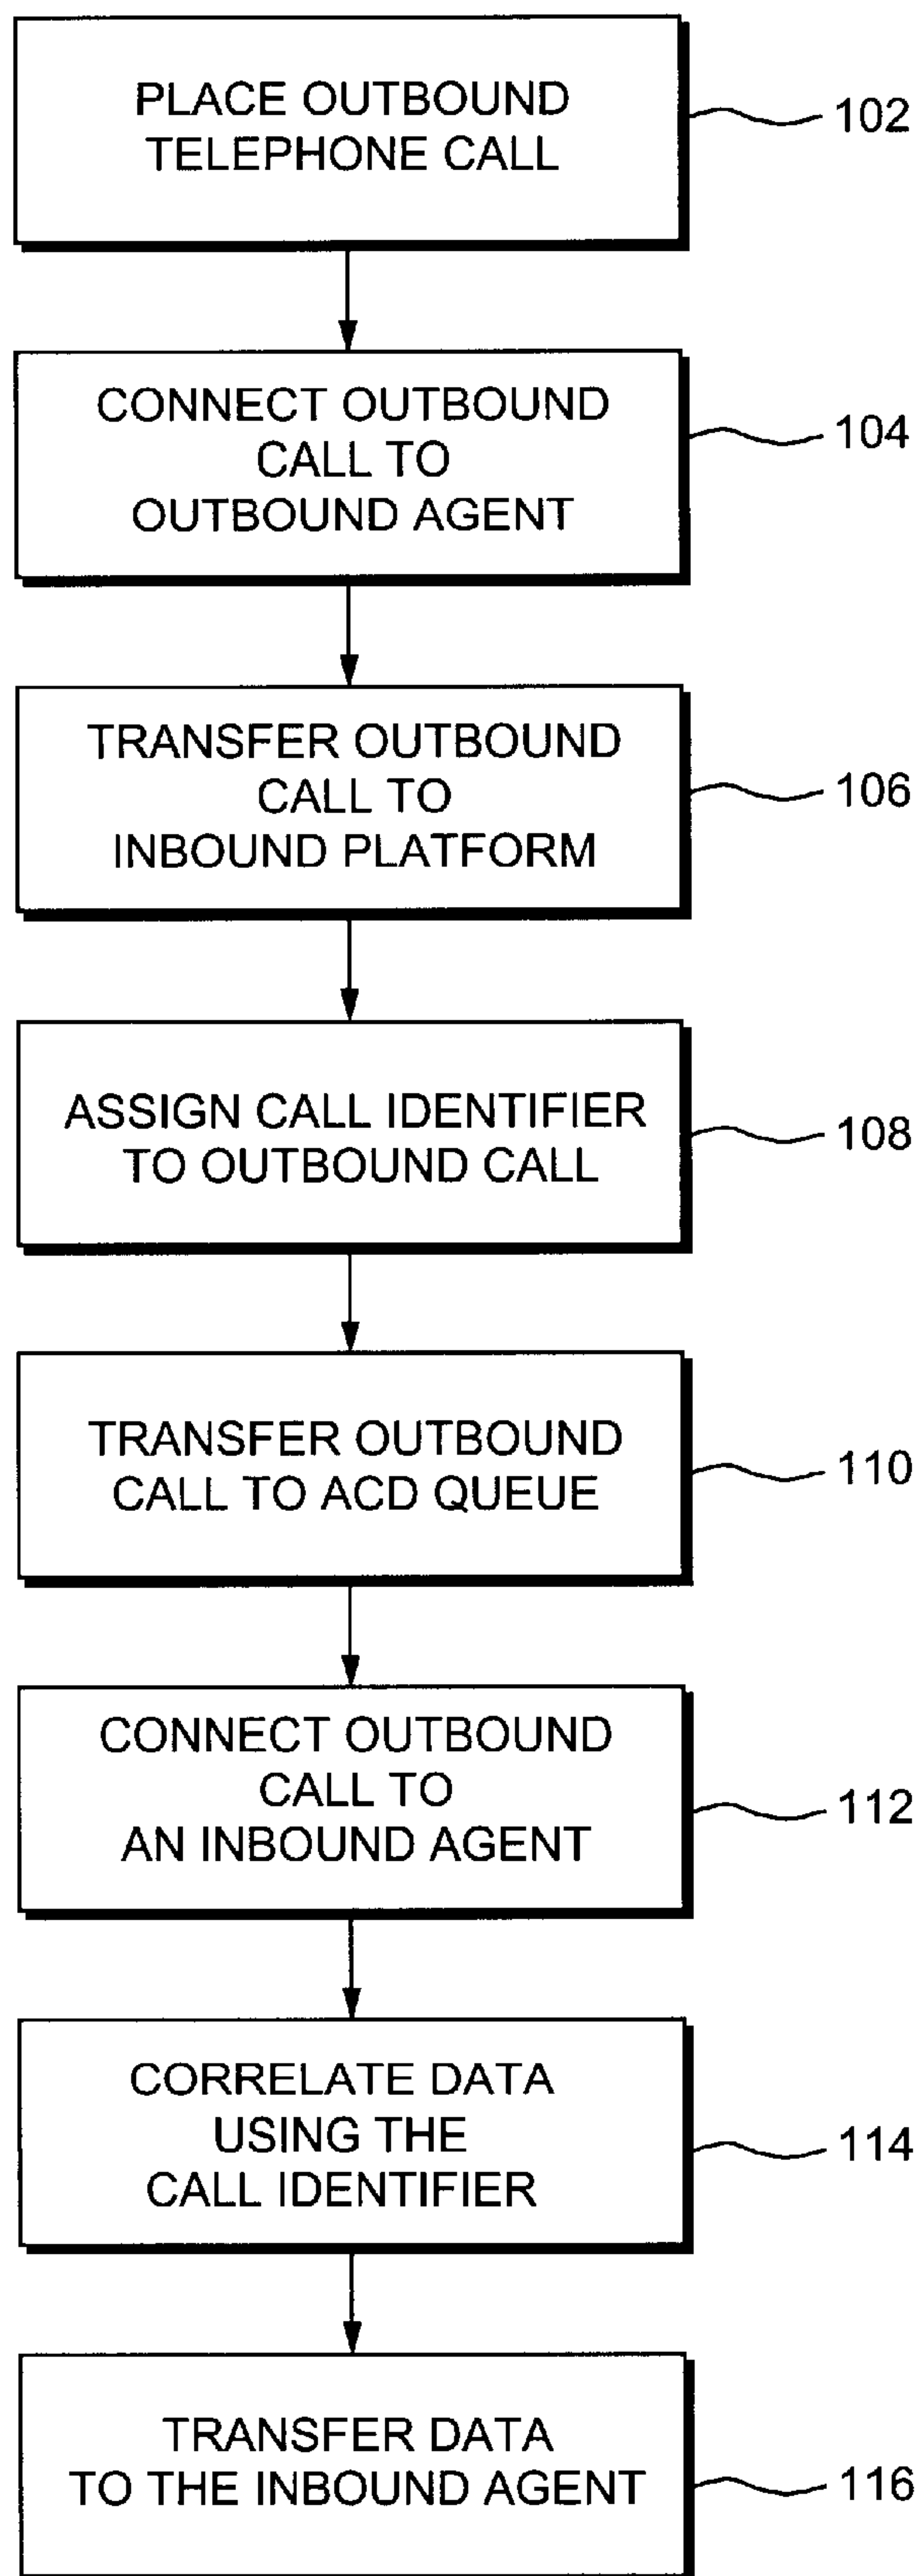 PLACE OUTBOUND
TELEPHONE CALL
102
CONNECT OUTBOUND
CALL TO
OUTBOUND AGENT
104
TRANSFER OUTBOUND
CALL TO
INBOUND PLATFORM
106
ASSIGN CALL IDENTIFIER
TO OUTBOUND CALL
108
TRANSFER OUTBOUND
CALL TO ACD QUEUE
110
CONNECT OUTBOUND
CALL TO
AN INBOUND AGENT
112
CORRELATE DATA
USING THE
CALL IDENTIFIER
114
TRANSFER DATA
TO THE INBOUND AGENT
116